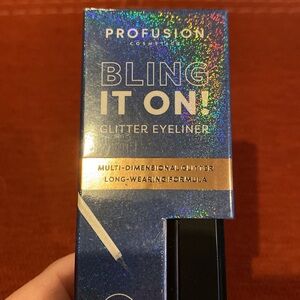 PROFUSION
COSMETICS
BLING
IT ON!
GLITTER EYELINER
MULTI-DIMENSIONAL GLITTER
LONG-WEARING FORMULA